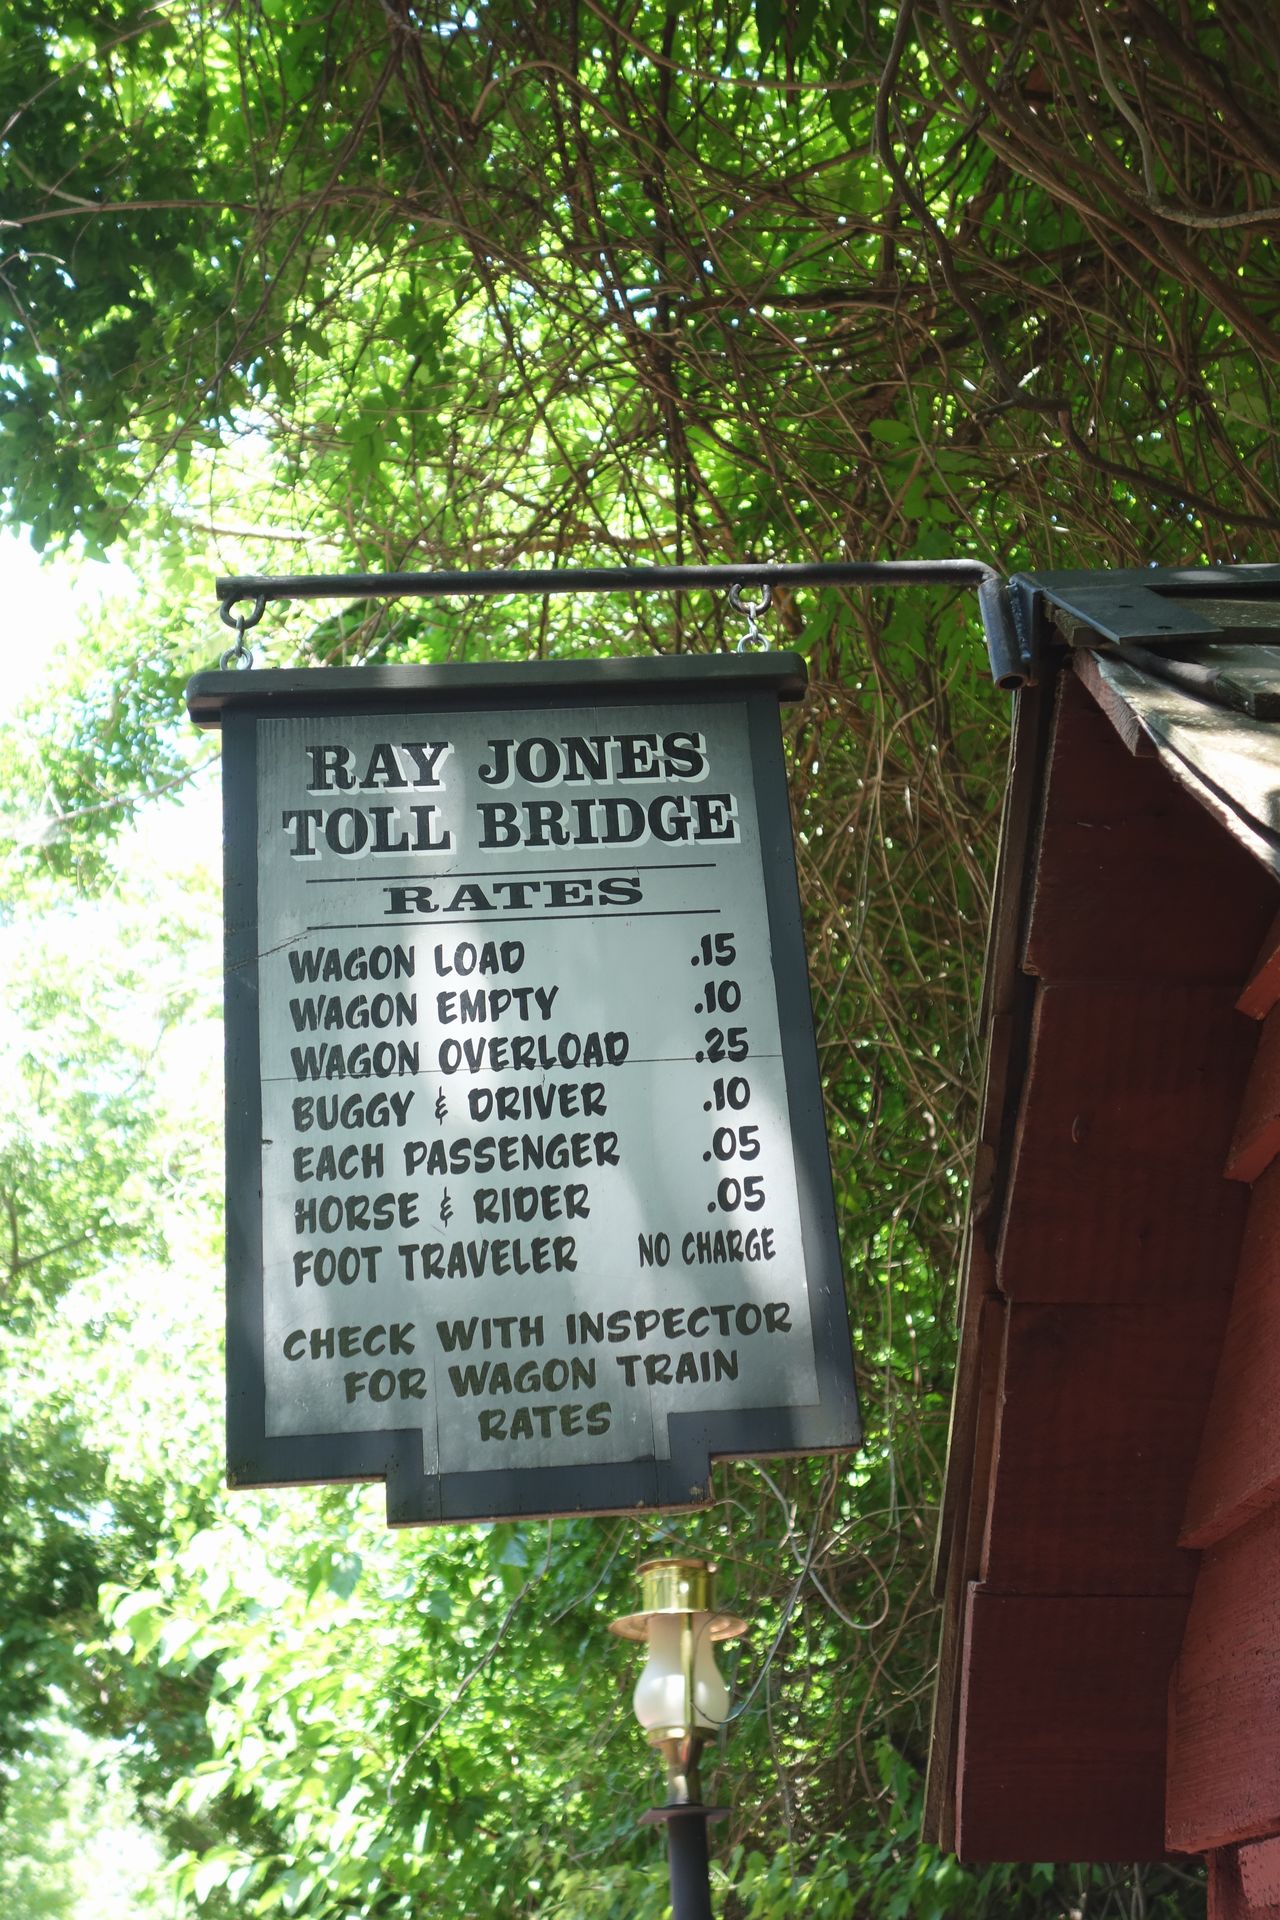 RAY JONES
TOLL BRIDGE
RATES
WAGON LOAD .15
WAGON EMPTY .10
WAGON OVERLOAD .25
BUGGY & DRIVER .10
EACH PASSENGER .05
HORSE & RIDER .05
FOOT TRAVELER NO CHARGE
CHECK WITH INSPECTOR
FOR WAGON TRAIN
RATES